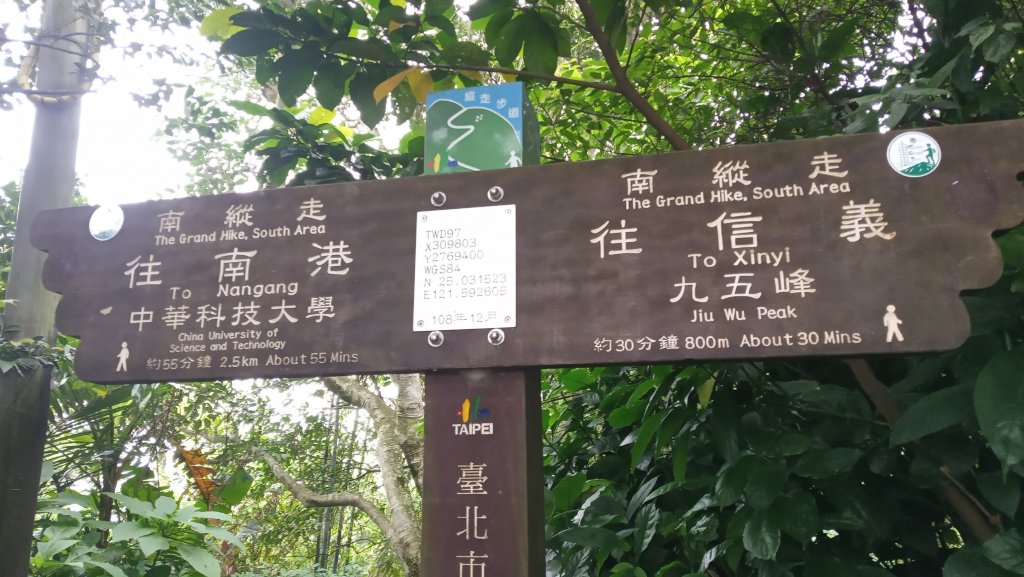 縱走步道
南縱走
The Grand Hike, South Area
往南港
To Nangang
中華科技大學
China University of
Science and Technology
約55分鐘 2.5km About 55 Mins
TWD97
X309803
Y2769400
WGS84
N 25.031523
E121.592605
108年12月
南縱走
The Grand Hike, South Area
往信義
To Xinyi
九五峰
Jiu Wu Peak
約30分鐘 800m About 30 Mins
TAIPEI
臺北市